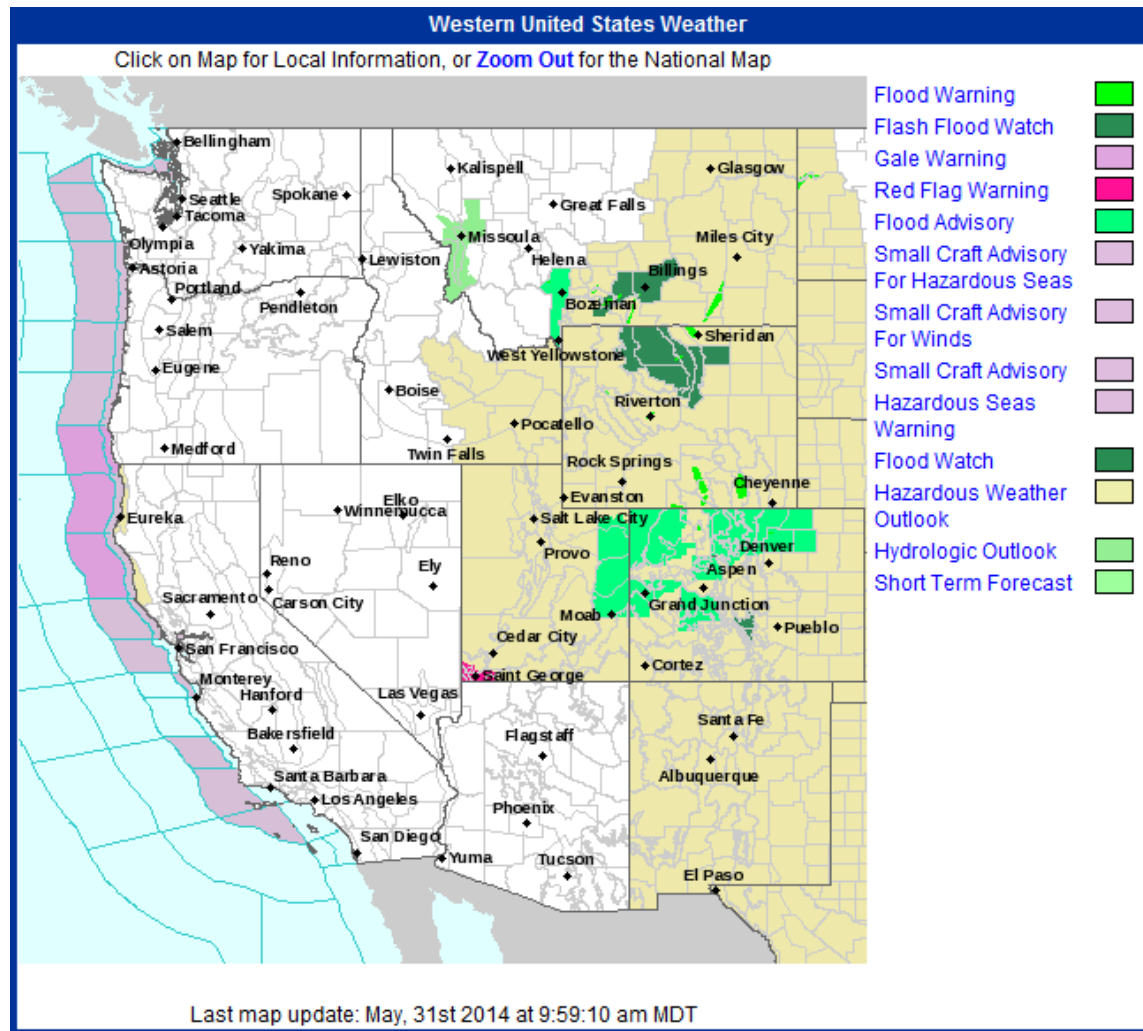 Western United States Weather
Click on Map for Local Information, or Zoom Out for the National Map
Flood Warning
Flash Flood Watch
Gale Warning
Red Flag Warning
Flood Advisory
Small Craft Advisory
For Hazardous Seas
Small Craft Advisory
For Winds
Small Craft Advisory
Hazardous Seas
Warning
Flood Watch
Hazardous Weather
Outlook
Hydrologic Outlook
Short Term Forecast
Bellingham
Kalispell
Glasgow
Seattle
Spokane
Great Falls
Tacoma
Olympia
Yakima
Missoula
Miles City
Helena
Lewiston
Astoria
Billings
Portland
Pendleton
Bozeman
Salem
Sheridan
West Yellowstone
Eugene
Boise
Riverton
Pocatello
Medford
Twin Falls
Rock Springs
Cheyenne
Evanston
Elko
Winnemucca
Eureka
Salt Lake City
Provo
Denver
Reno
Ely
Aspen
Sacramento
Carson City
Grand Junction
Moab
Pueblo
Cedar City
San Francisco
Cortez
Saint George
Monterey
Hanford
Las Vegas
Santa Fe
Bakersfield
Flagstaff
Albuquerque
Santa Barbara
Los Angeles
Phoenix
San Diego
Yuma
Tucson
El Paso
Last map update: May, 31st 2014 at 9:59:10 am MDT